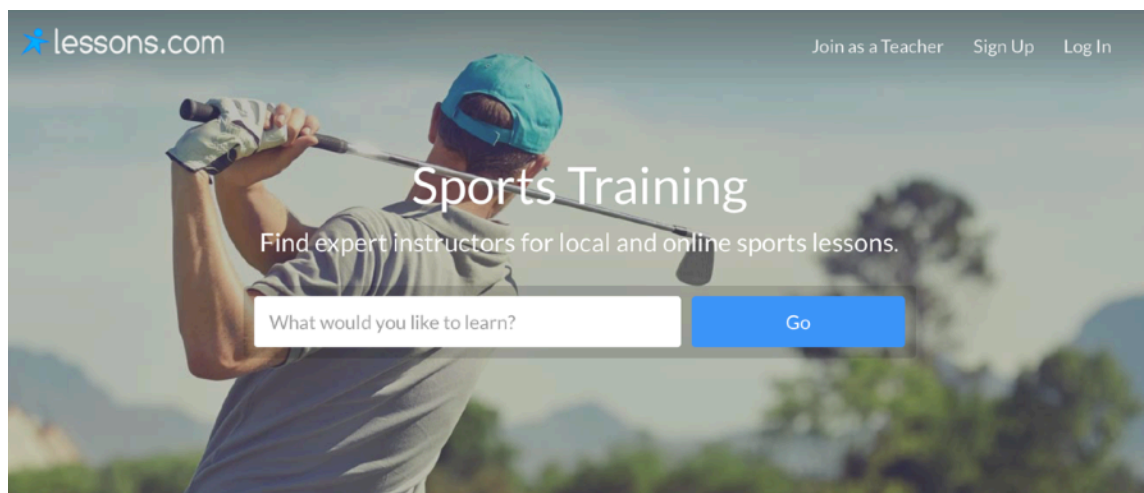 lessons.com
Join as a Teacher Sign Up Log In
Sports Training
Find expert instructors for local and online sports lessons.
What would you like to learn? Go